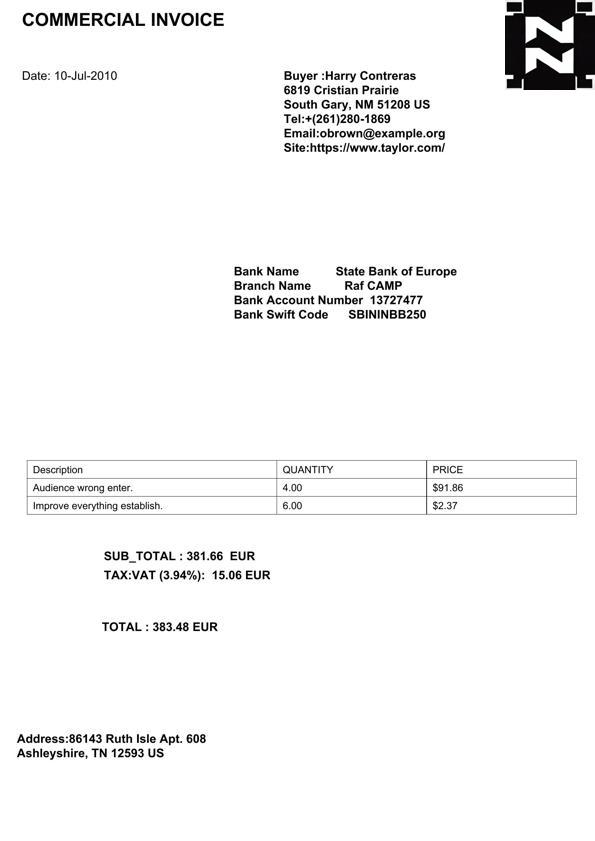 COMMERCIAL INVOICE
Date: 10-Jul-2010
Buyer :Harry Contreras
6819 Cristian Prairie
South Gary, NM 51208 US
Tel:+(261)280-1869
Email:obrown@example.org
Site:https://www.taylor.com/
Bank Name State Bank of Europe
Branch Name Raf CAMP
Bank Account Number 13727477
Bank Swift Code SBININBB250
Description QUANTITY PRICE
Audience wrong enter. 4.00 $91.86
Improve everything establish. 6.00 $2.37
SUB_TOTAL : 381.66 EUR
TAX:VAT (3.94%): 15.06 EUR
TOTAL : 383.48 EUR
Address:86143 Ruth Isle Apt. 608
Ashleyshire, TN 12593 US